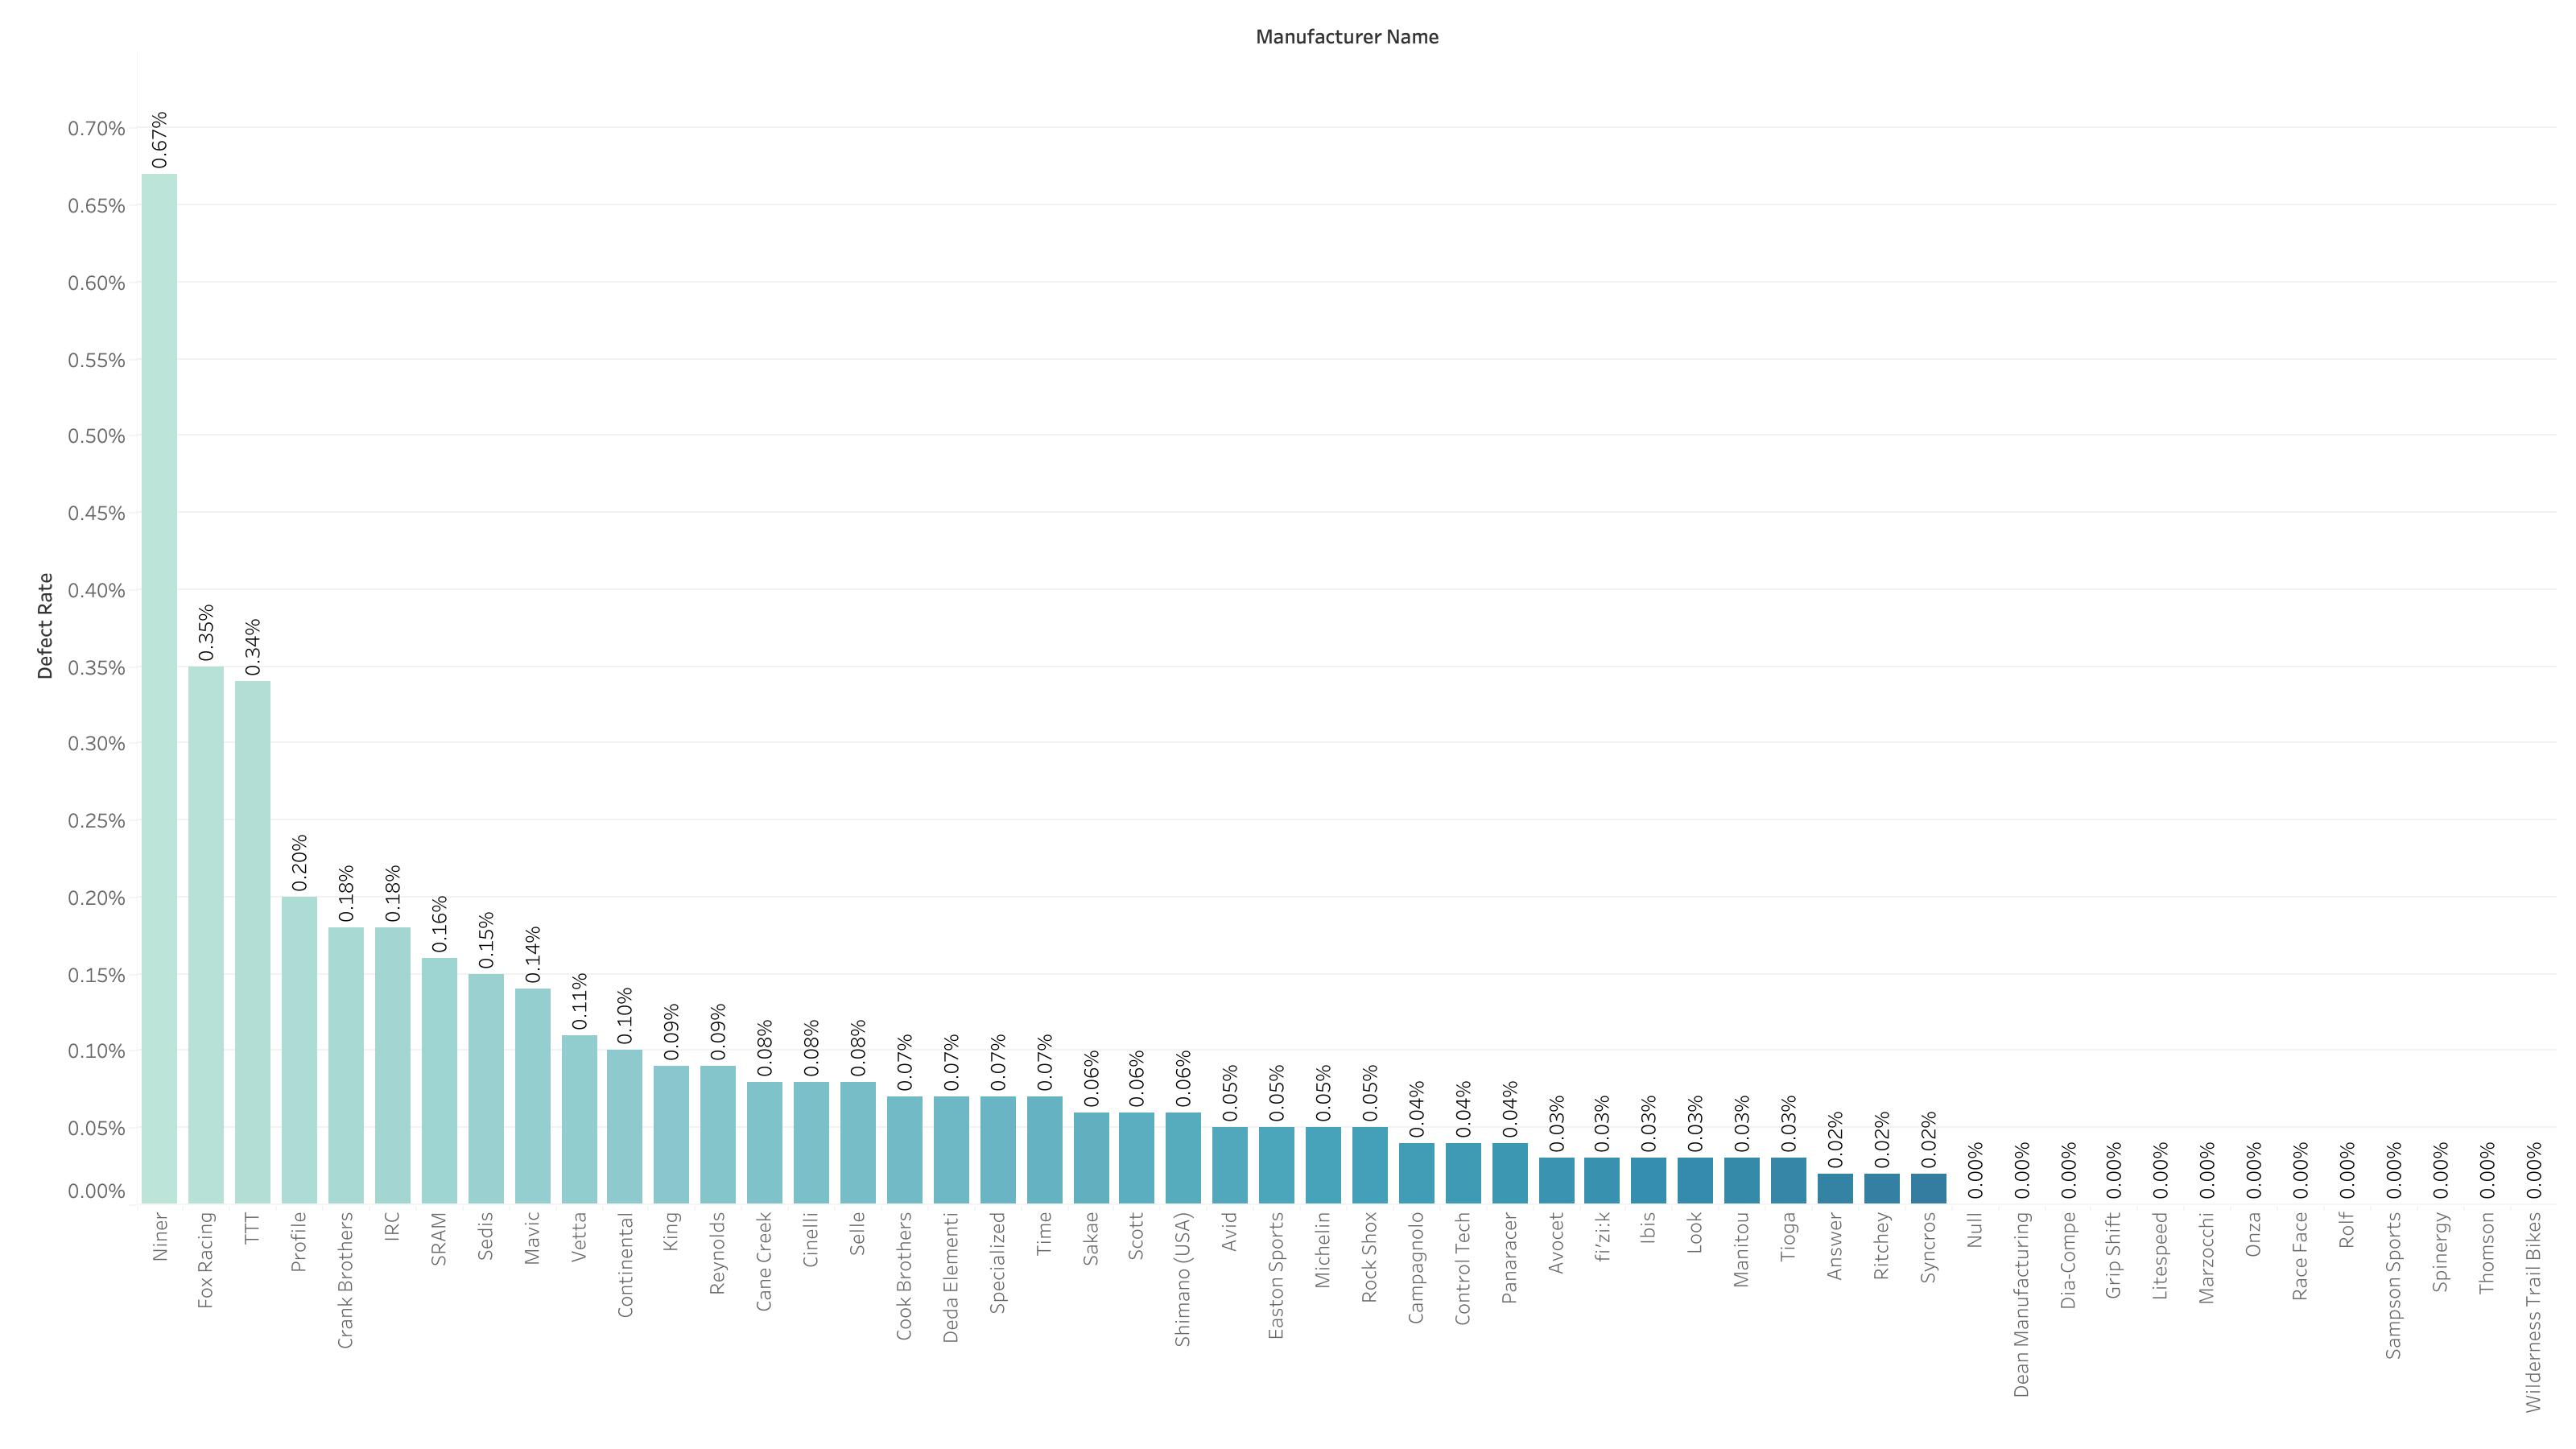 Manufacturer Name
Defect Rate
0.70%
0.65%
0.60%
0.55%
0.50%
0.45%
0.40%
0.35%
0.30%
0.25%
0.20%
0.15%
0.10%
0.05%
0.00%
0.67%
0.35%
0.34%
0.20%
0.18%
0.18%
0.16%
0.15%
0.14%
0.11%
0.10%
0.09%
0.09%
0.08%
0.08%
0.08%
0.07%
0.07%
0.07%
0.07%
0.06%
0.06%
0.06%
0.05%
0.05%
0.05%
0.05%
0.04%
0.04%
0.04%
0.03%
0.03%
0.03%
0.03%
0.03%
0.03%
0.02%
0.02%
0.02%
0.00%
0.00%
0.00%
0.00%
0.00%
0.00%
0.00%
0.00%
0.00%
0.00%
0.00%
0.00%
0.00%
Niner
Fox Racing
TTT
Profile
Crank Brothers
IRC
SRAM
Sedis
Mavic
Vetta
Continental
King
Reynolds
Cane Creek
Cinelli
Selle
Cook Brothers
Deda Elementi
Specialized
Time
Sakae
Scott
Shimano (USA)
Avid
Easton Sports
Michelin
Rock Shox
Campagnolo
Control Tech
Panaracer
Avocet
fi'zi:k
Ibis
Look
Manitou
Tioga
Answer
Ritchey
Syncros
Null
Dean Manufacturing
Dia-Compe
Grip Shift
Litespeed
Marzocchi
Onza
Race Face
Rolf
Sampson Sports
Spinergy
Thomson
Wilderness Trail Bikes